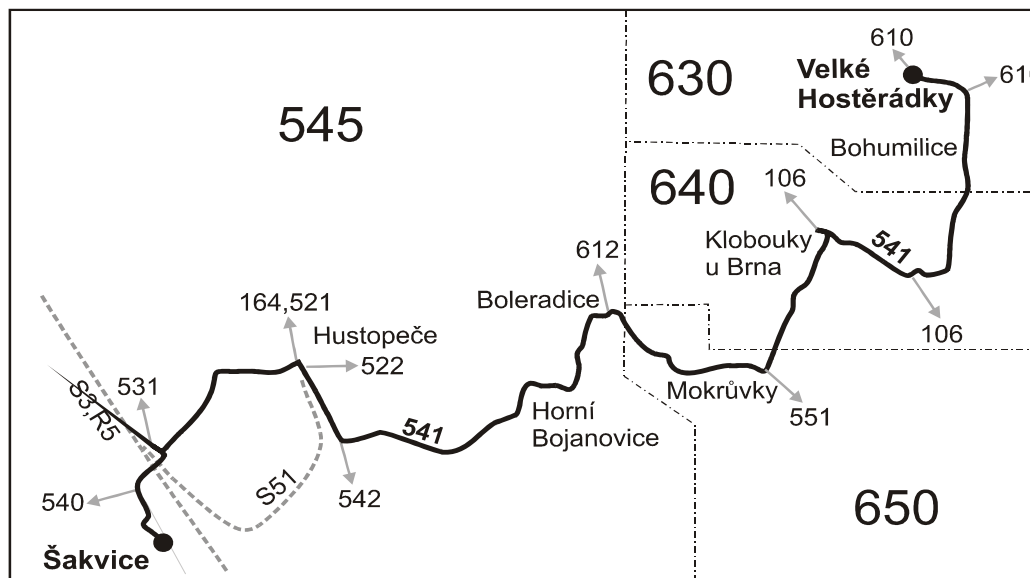 610
Velké
Hostěrádky
610
630
545
Bohumilice
640
106
Klobouky
u Brna
541
612
Boleradice
164,521
Hustopeče
522
106
531
S3,R5
Mokrůvky
551
541
Horní
Bojanovice
S51
540
542
650
Šakvice